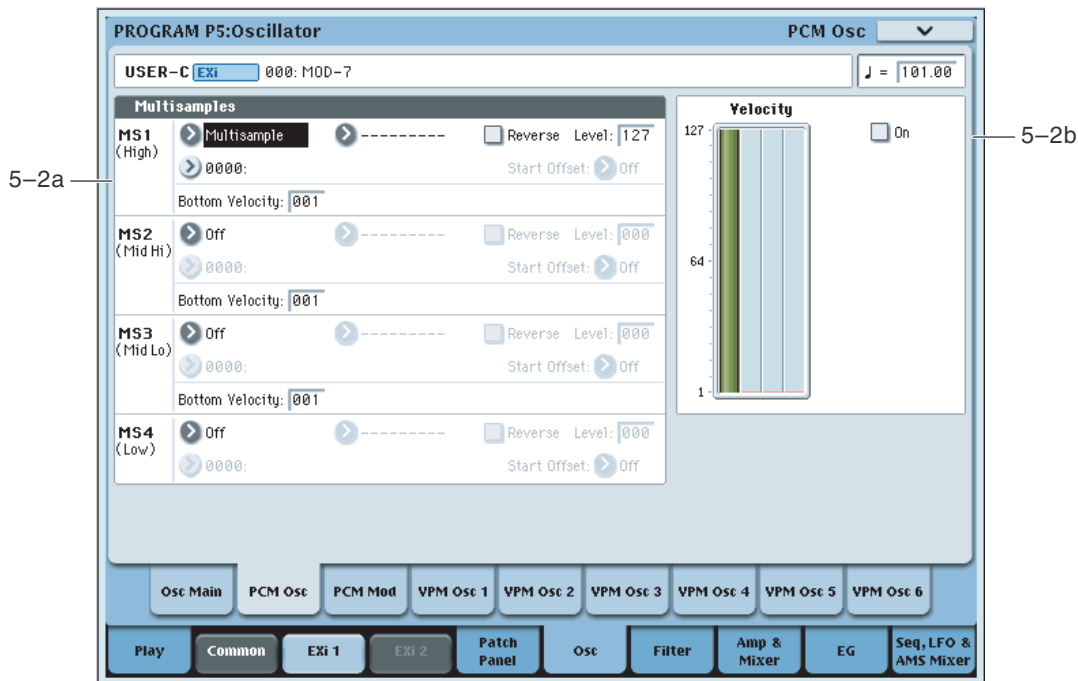 PROGRAM P5:Oscillator PCM Osc
USER-C EXi 000: MOD-7 ♩ = 101.00
Multisamples
MS1 Multisample --------- Reverse Level: 127
(High)
0000: Start Offset: Off
Bottom Velocity: 001
MS2 Off --------- Reverse Level: 000
(Mid Hi)
0000: Start Offset: Off
Bottom Velocity: 001
MS3 Off --------- Reverse Level: 000
(Mid Lo)
0000: Start Offset: Off
Bottom Velocity: 001
MS4 Off --------- Reverse Level: 000
(Low)
0000: Start Offset: Off
Velocity
127
On
64
1
5–2a
5–2b
Osc Main PCM Osc PCM Mod VPM Osc 1 VPM Osc 2 VPM Osc 3 VPM Osc 4 VPM Osc 5 VPM Osc 6
Play Common EXi 1 EXi 2 Patch Panel Osc Filter Amp & Mixer EG Seq, LFO & AMS Mixer